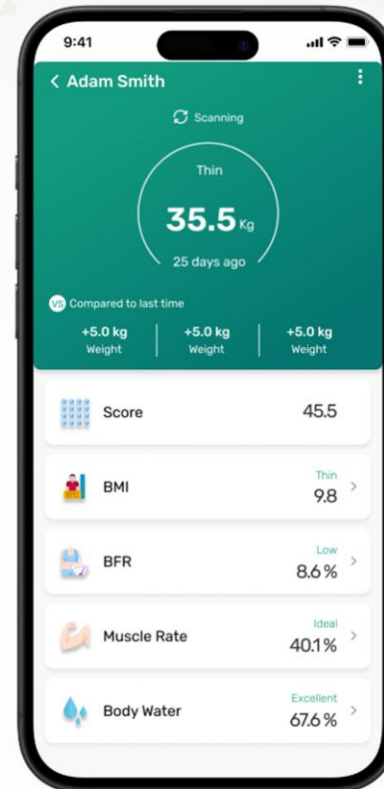 9:41
Adam Smith
Scanning
Thin
35.5 Kg
25 days ago
VS Compared to last time
+5.0 kg +5.0 kg +5.0 kg
Weight Weight Weight
Score 45.5
Thin
BMI 9.8
Low
BFR 8.6 %
Ideal
Muscle Rate 40.1 %
Excellent
Body Water 67.6 %